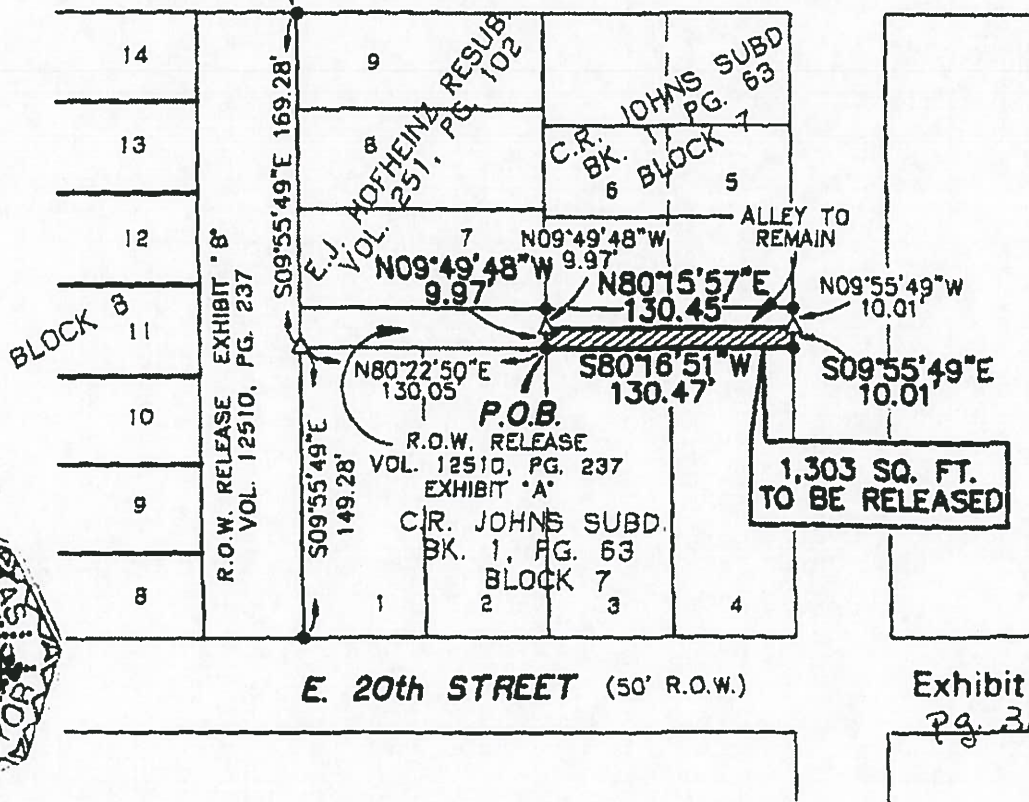 14
13
12
11
10
9
8
BLOCK 8
R.O.W. RELEASE EXHIBIT "B"
VOL. 12510, PG. 237
S09°55'49"E 169.28'
9
8
7
E.J. HOFHEINZ RESUB.
VOL. 251, PG. 102
C.R. JOHNS SUBD
BK. 1, PG. 63
BLOCK 7
6
5
ALLEY TO
REMAIN
N09°49'48"W
9.97'
N09°49'48"W
9.97'
N80°15'57"E
130.45'
N09°55'49"W
10.01'
N80°22'50"E
130.05'
S80°16'51"W
130.47'
S09°55'49"E
10.01'
P.O.B.
R.O.W. RELEASE
VOL. 12510, PG. 237
EXHIBIT "A"
1,303 SQ. FT.
TO BE RELEASED
S09°55'49"E
149.28'
C.R. JOHNS SUBD.
BK. 1, PG. 63
BLOCK 7
1
2
3
4
E. 20th STREET (50' R.O.W.)
Exhibit
pg. 3